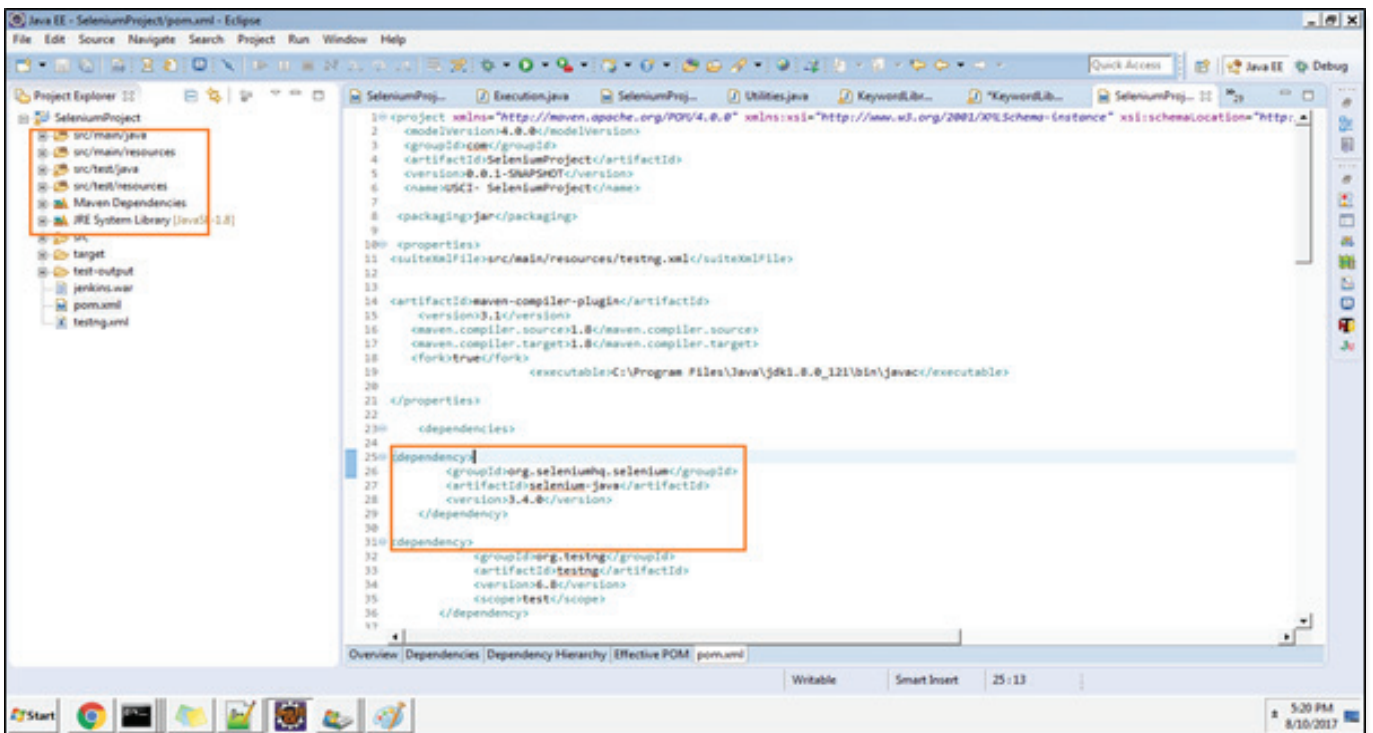 Java EE - SeleniumProject/pom.xml - Eclipse
File Edit Source Navigate Search Project Run Window Help
Quick Access Java EE Debug
Project Explorer
SeleniumProject
src/main/java
src/main/resources
src/test/java
src/test/resources
Maven Dependencies
JRE System Library [JavaSE-1.8]
src
target
test-output
jenkins.war
pom.xml
testng.xml
SeleniumProj... Execution.java SeleniumProj... Utilities.java KeywordLibr... *KeywordLib... SeleniumProj... 29
1 <project xmlns="http://maven.apache.org/POM/4.0.0" xmlns:xsi="http://www.w3.org/2001/XMLSchema-instance" xsi:schemaLocation="http:
2 <modelVersion>4.0.0</modelVersion>
3 <groupId>com</groupId>
4 <artifactId>SeleniumProject</artifactId>
5 <version>0.0.1-SNAPSHOT</version>
6 <name>USCI- SeleniumProject</name>
7
8 <packaging>jar</packaging>
9
10 <properties>
11 <suiteXmlFile>src/main/resources/testng.xml</suiteXmlFile>
12
13
14 <artifactId>maven-compiler-plugin</artifactId>
15 <version>3.1</version>
16 <maven.compiler.source>1.8</maven.compiler.source>
17 <maven.compiler.target>1.8</maven.compiler.target>
18 <fork>true</fork>
19 <executable>C:\Program Files\Java\jdk1.8.0_121\bin\javac</executable>
20
21 </properties>
22
23 <dependencies>
24
25 <dependency>
26 <groupId>org.seleniumhq.selenium</groupId>
27 <artifactId>selenium-java</artifactId>
28 <version>3.4.0</version>
29 </dependency>
30
31 <dependency>
32 <groupId>org.testng</groupId>
33 <artifactId>testng</artifactId>
34 <version>6.8</version>
35 <scope>test</scope>
36 </dependency>
37
Overview Dependencies Dependency Hierarchy Effective POM pom.xml
Writable Smart Insert 25 : 13
Start
5:20 PM
8/10/2017